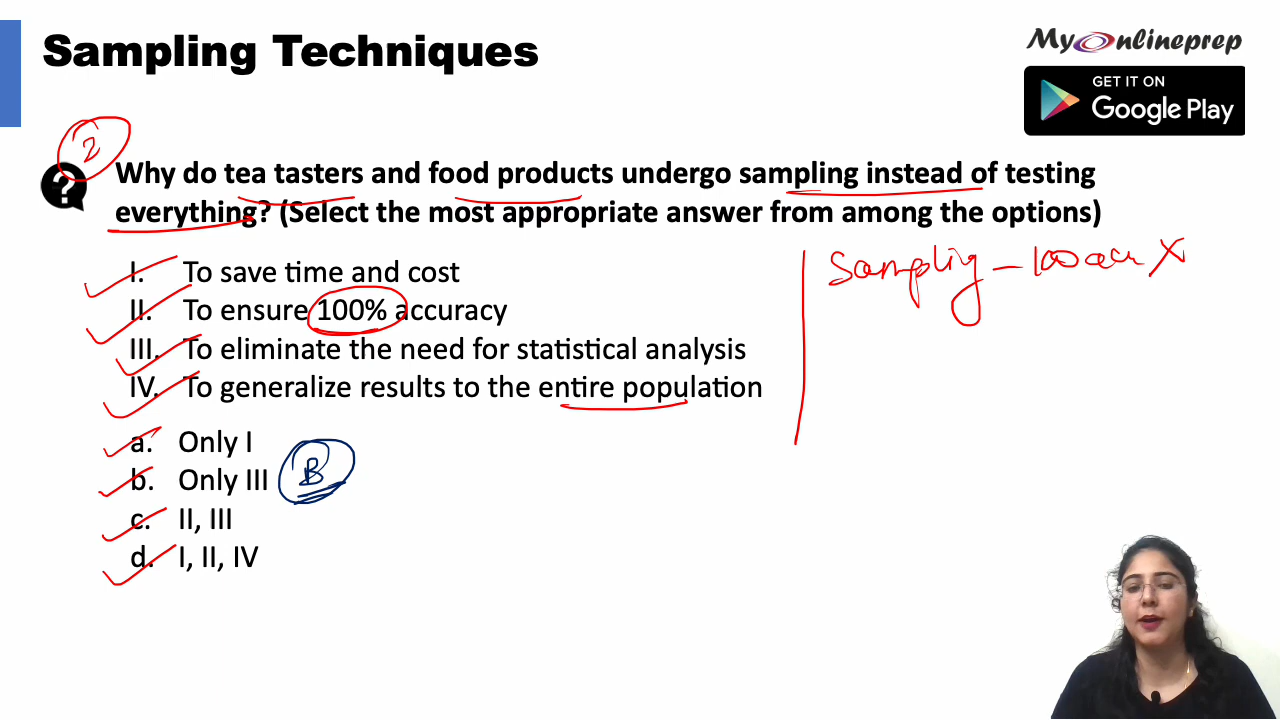 Sampling Techniques
MyOnlineprep
GET IT ON
Google Play
2
? Why do tea tasters and food products undergo sampling instead of testing
everything? (Select the most appropriate answer from among the options)
I. To save time and cost
II. To ensure 100% accuracy
III. To eliminate the need for statistical analysis
IV. To generalize results to the entire population
Sampling - 100 X
a. Only I
b. Only III
B
c. II, III
d. I, II, IV